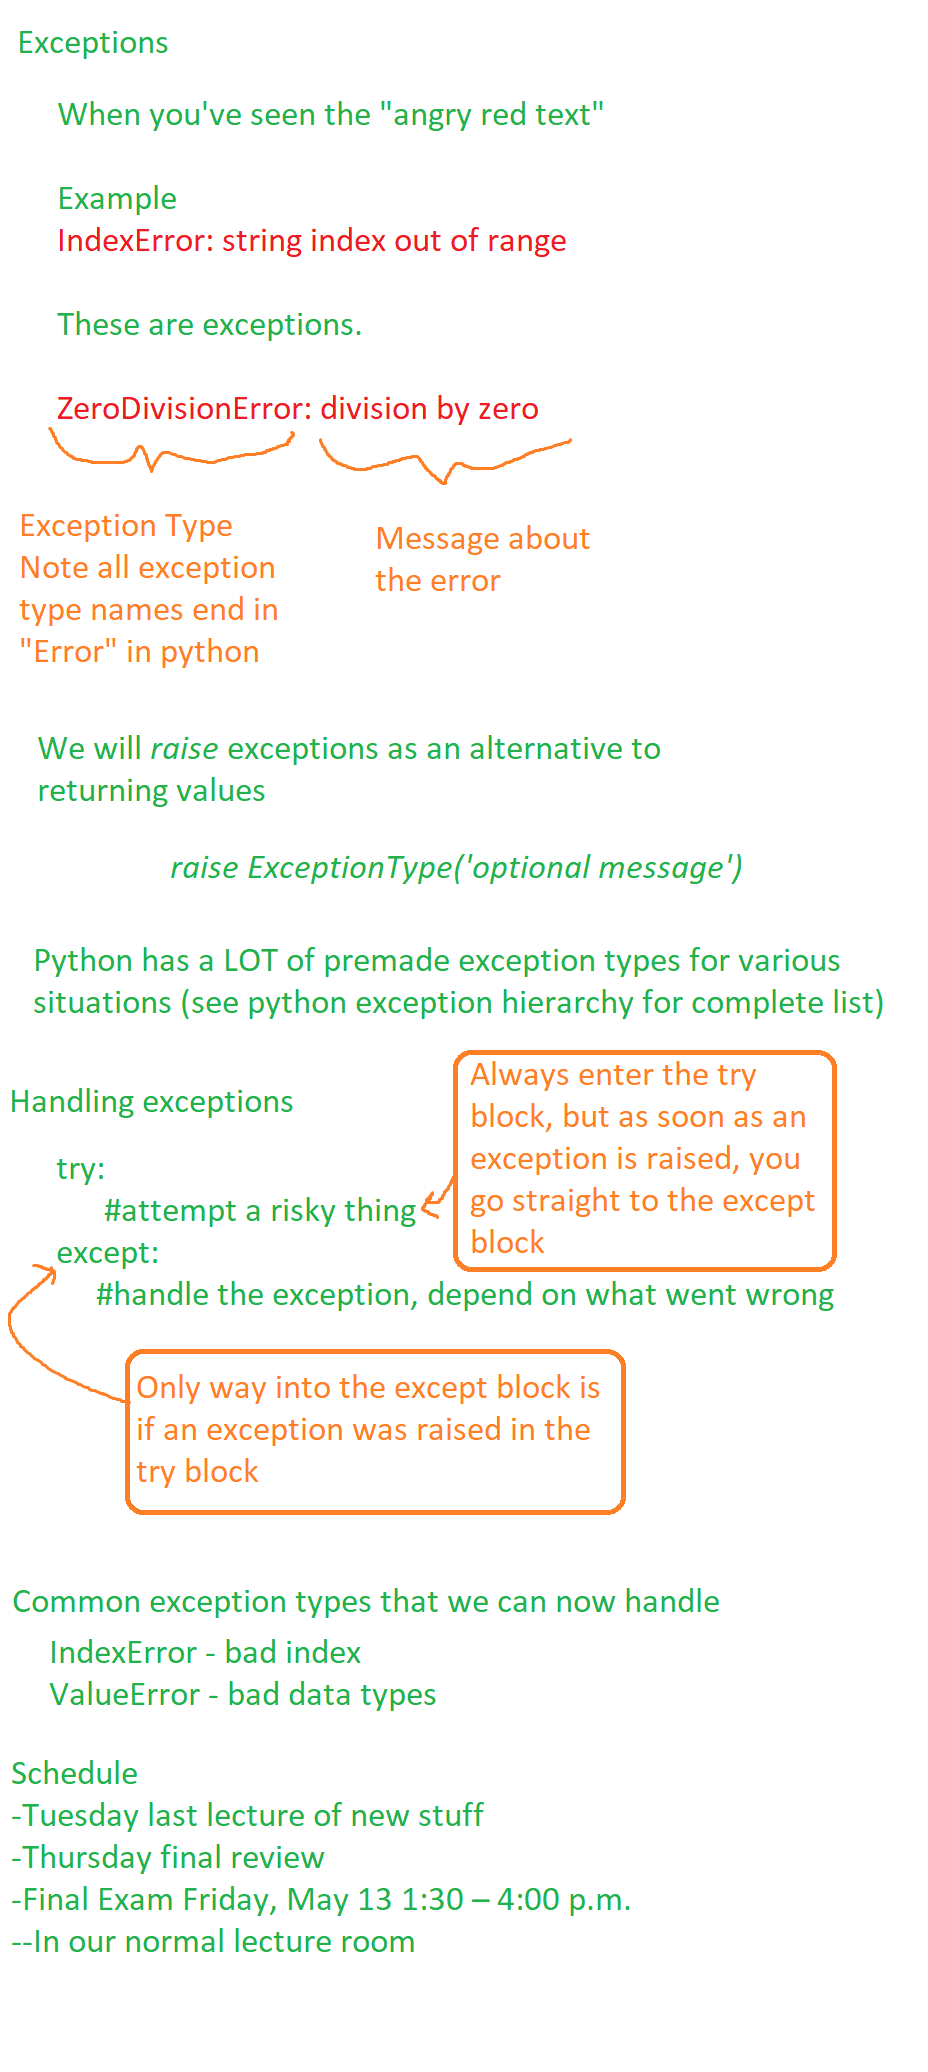 Exceptions
When you've seen the "angry red text"
Example
IndexError: string index out of range
These are exceptions.
ZeroDivisionError: division by zero
Exception Type
Note all exception
type names end in
"Error" in python
Message about
the error
We will raise exceptions as an alternative to
returning values
raise ExceptionType('optional message')
Python has a LOT of premade exception types for various
situations (see python exception hierarchy for complete list)
Handling exceptions
Always enter the try
block, but as soon as an
exception is raised, you
go straight to the except
block
try:
#attempt a risky thing
except:
#handle the exception, depend on what went wrong
Only way into the except block is
if an exception was raised in the
try block
Common exception types that we can now handle
IndexError - bad index
ValueError - bad data types
Schedule
-Tuesday last lecture of new stuff
-Thursday final review
-Final Exam Friday, May 13 1:30 – 4:00 p.m.
--In our normal lecture room